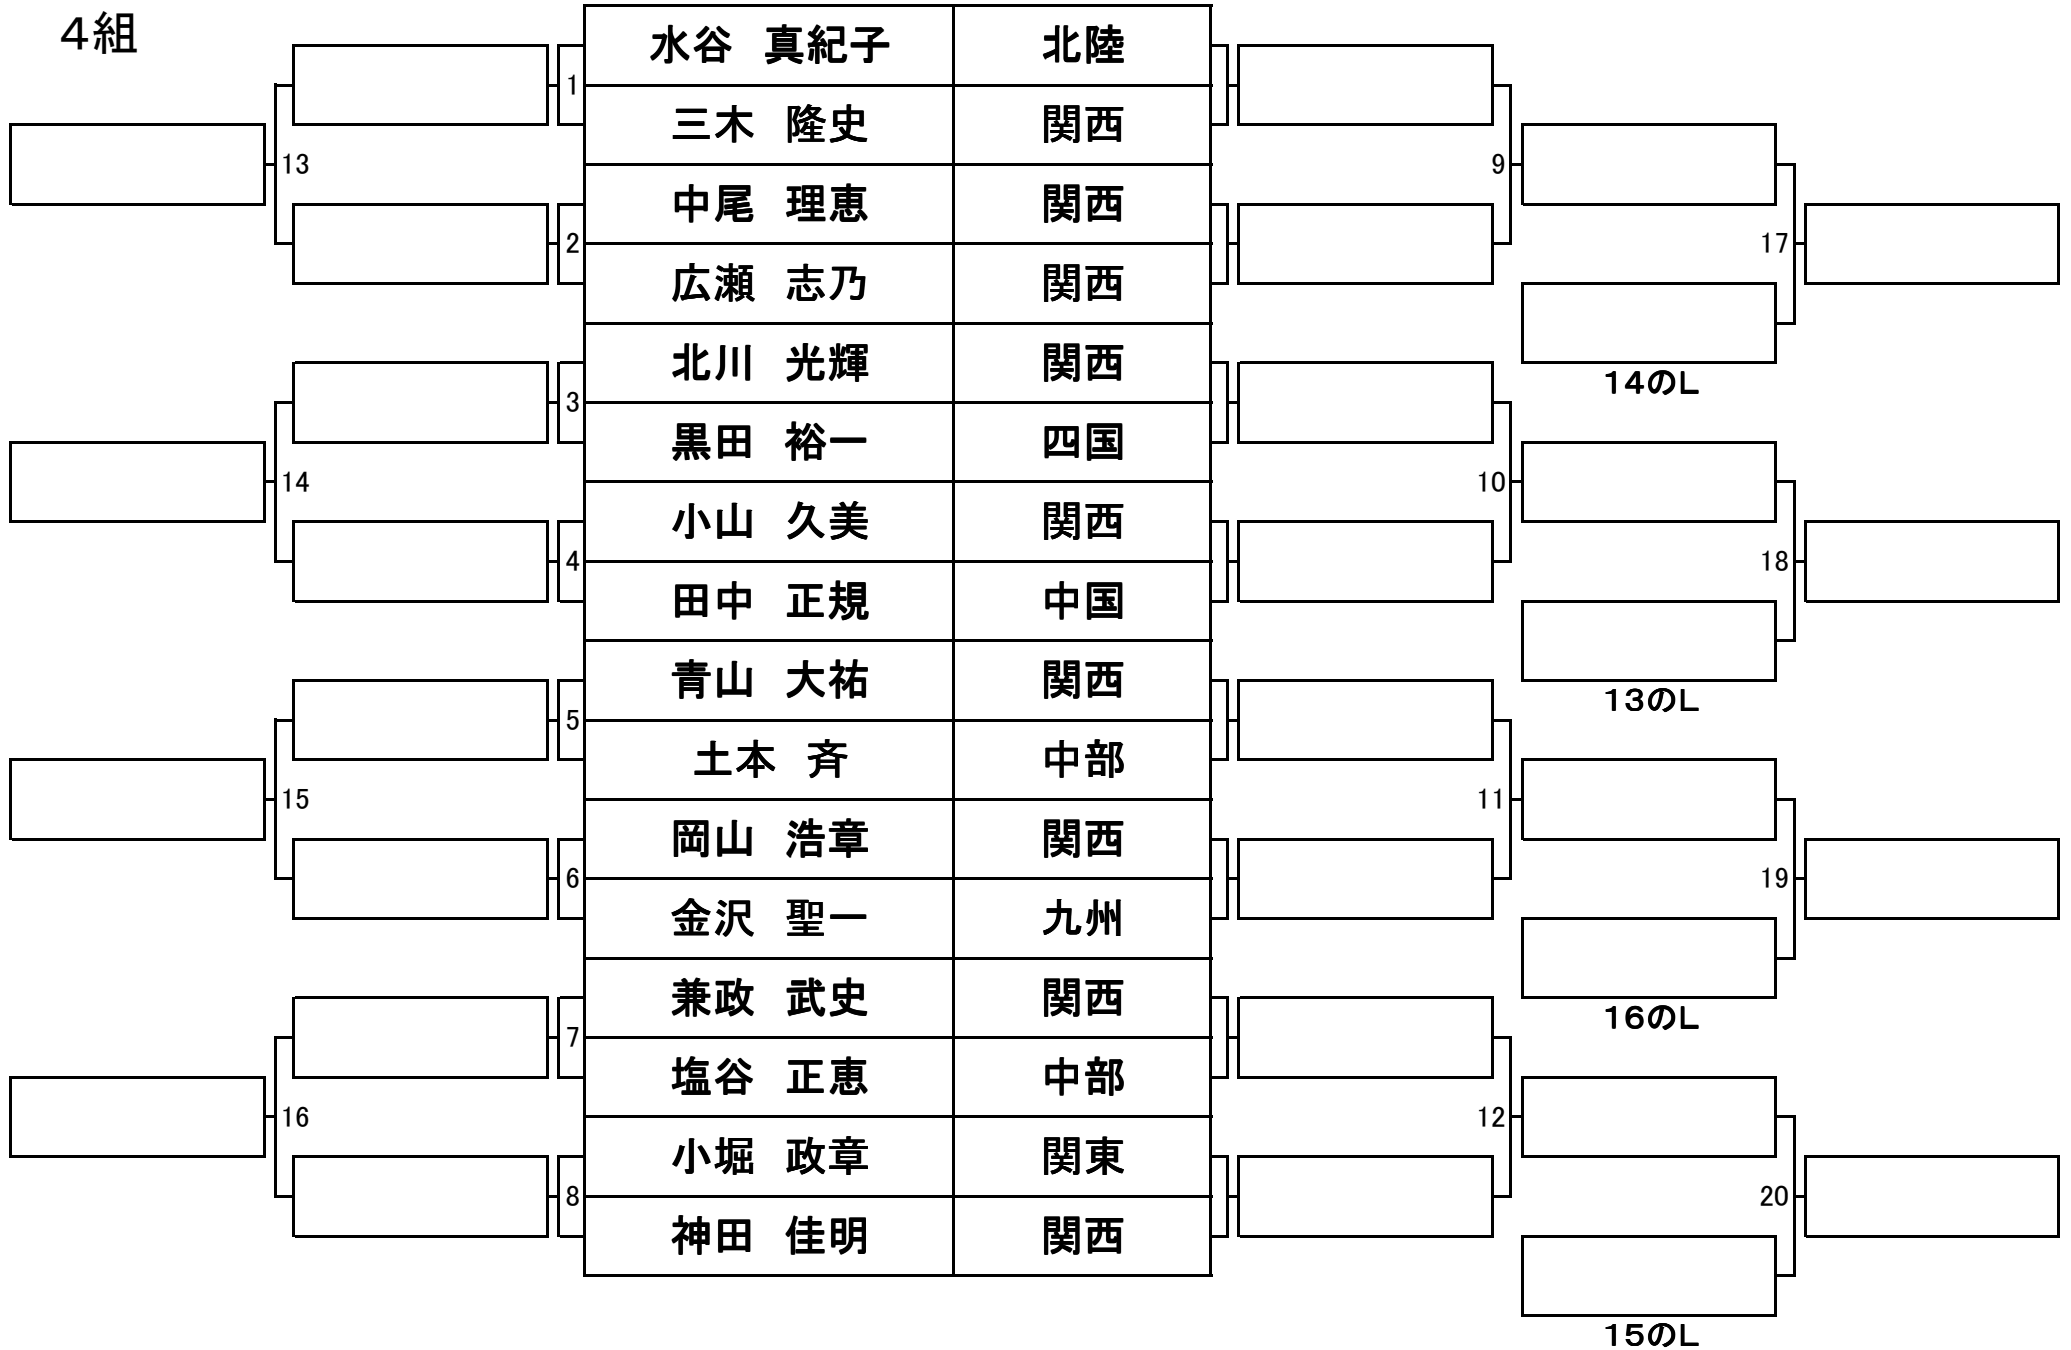 ４組
水谷　真紀子　北陸
1
三木　隆史　関西
13　9
中尾　理恵　関西
2　17
広瀬　志乃　関西
北川　光輝　関西
14のL
3
黒田　裕一　四国
14　10
小山　久美　関西
4　18
田中　正規　中国
青山　大祐　関西
13のL
5
土本　斉　中部
15　11
岡山　浩章　関西
6　19
金沢　聖一　九州
兼政　武史　関西
16のL
7
塩谷　正恵　中部
16　12
小堀　政章　関東
8　20
神田　佳明　関西
15のL